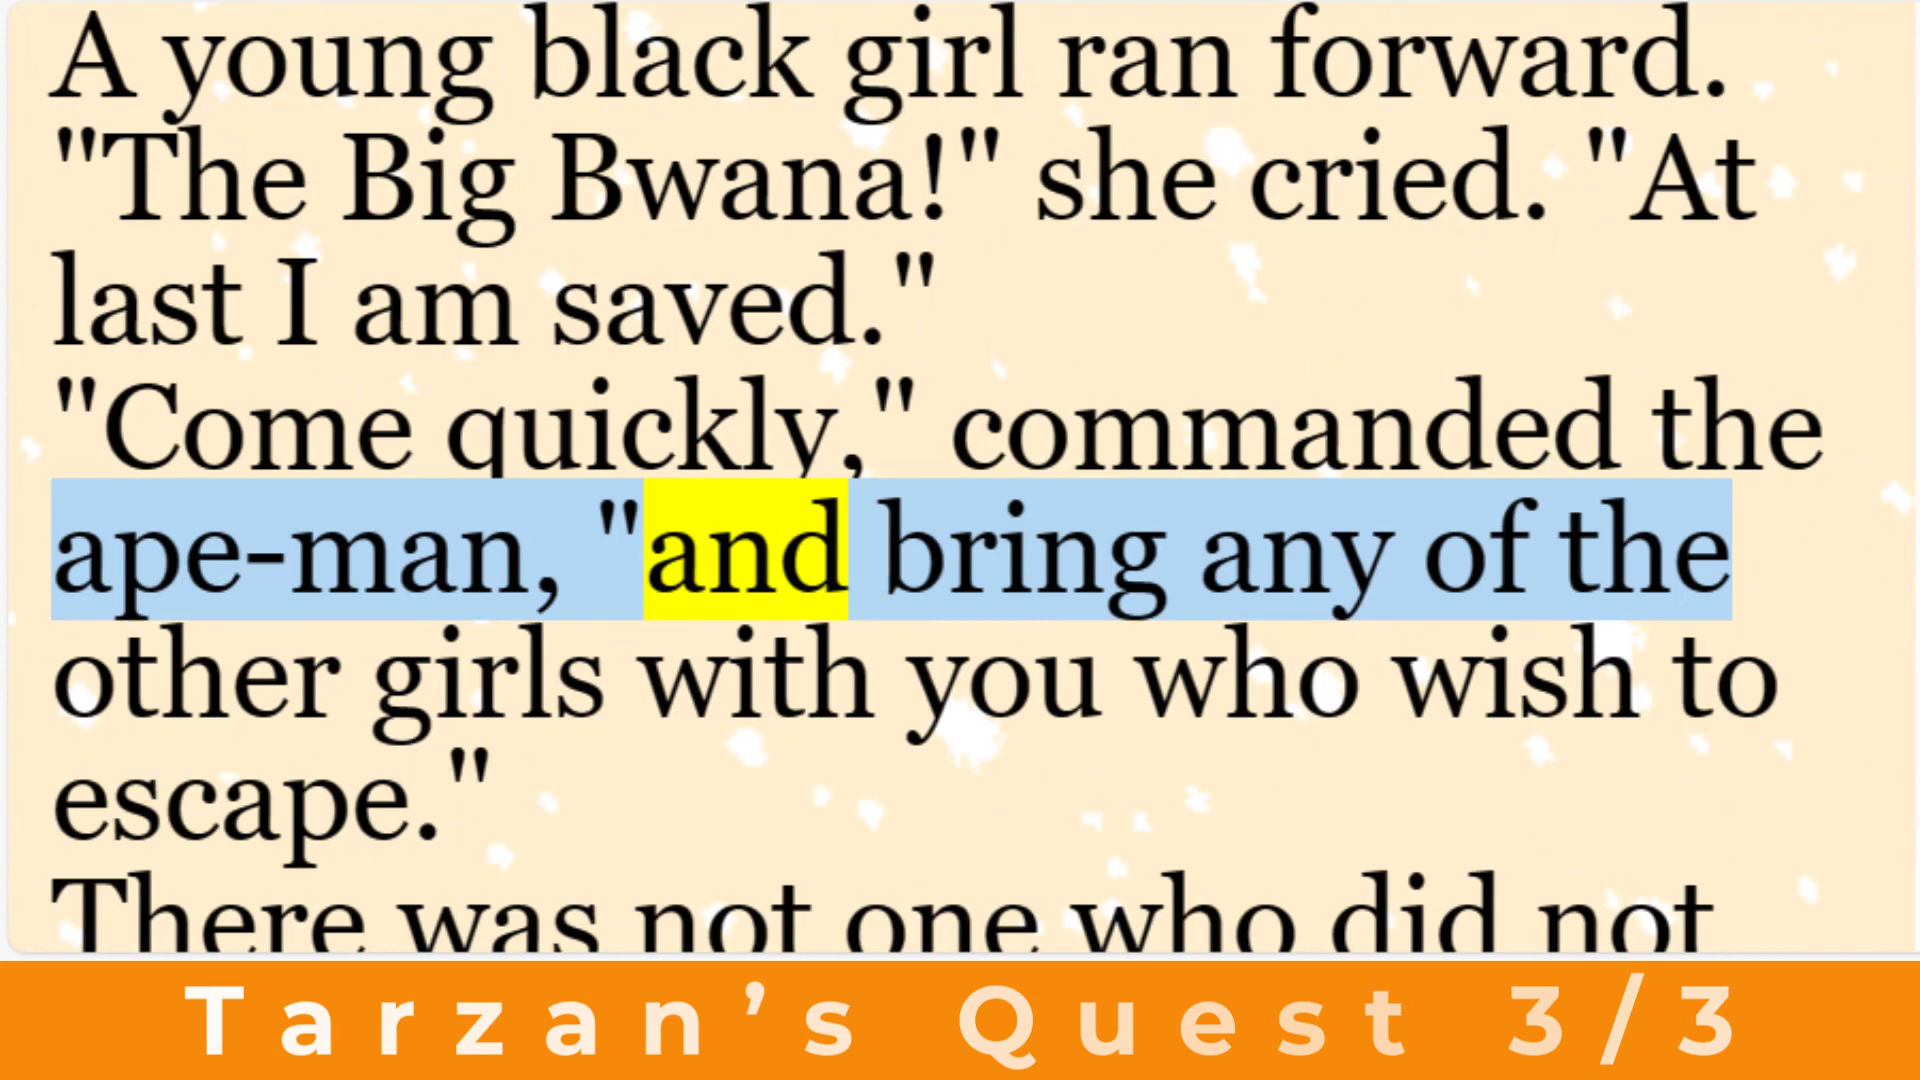 A young black girl ran forward.
"The Big Bwana!" she cried. "At
last I am saved."
"Come quickly," commanded the
ape-man, "and bring any of the
other girls with you who wish to
escape."
There was not one who did not
Tarzan’s Quest 3/3